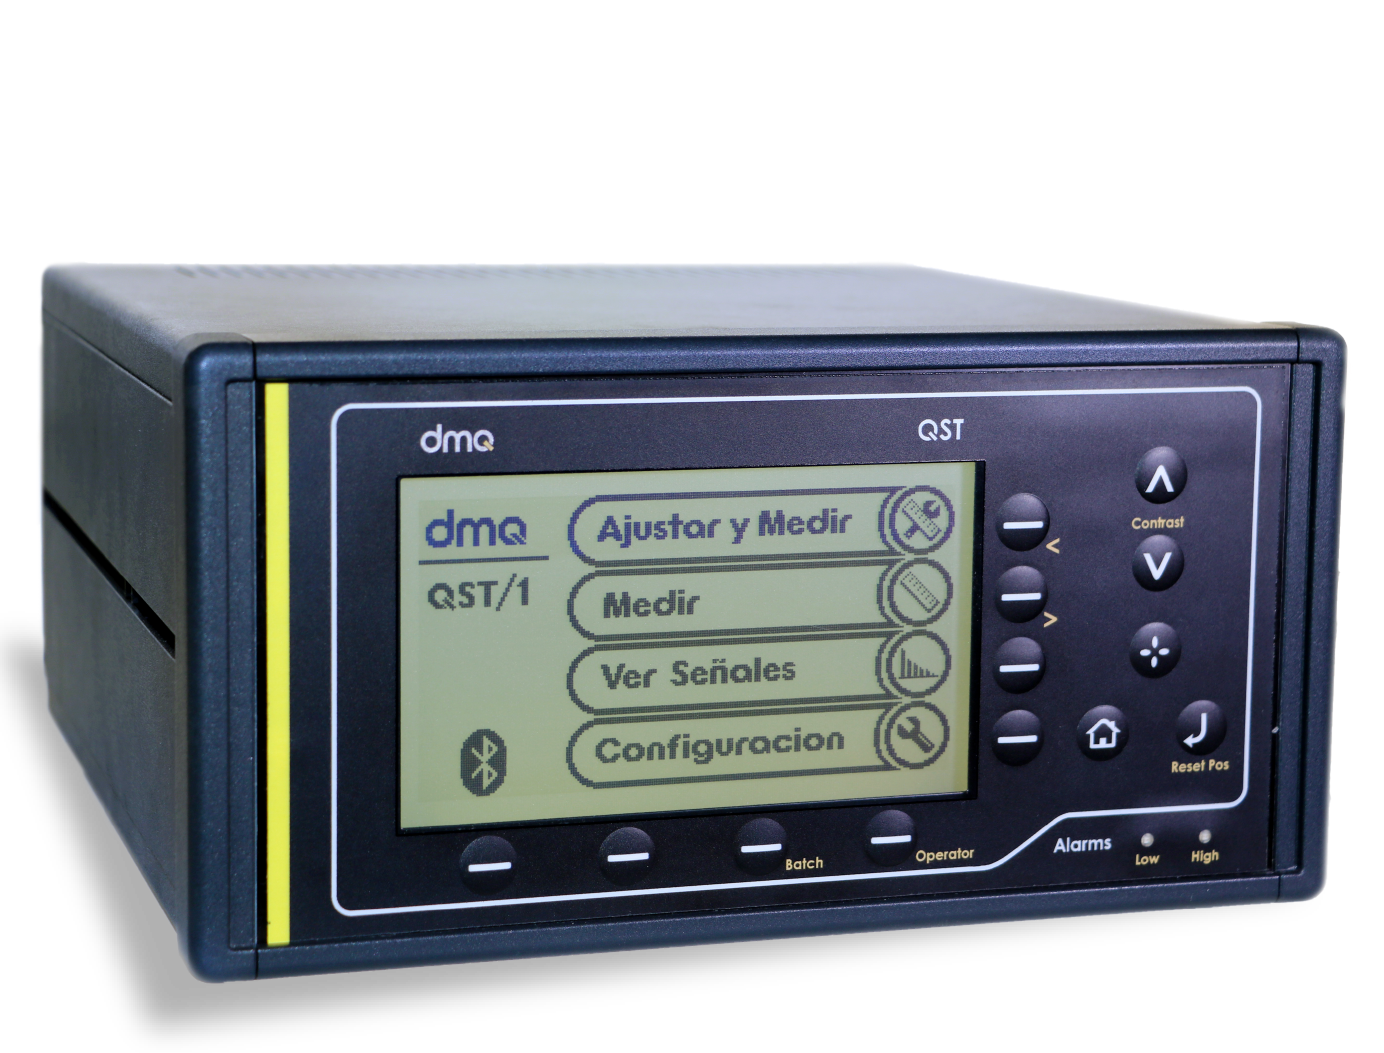 dmq
QST
dmq
QST/1
Ajustar y Medir
Medir
Ver Señales
Configuracion
<
>
Contrast
Reset Pos
Batch
Operator
Alarms
Low
High